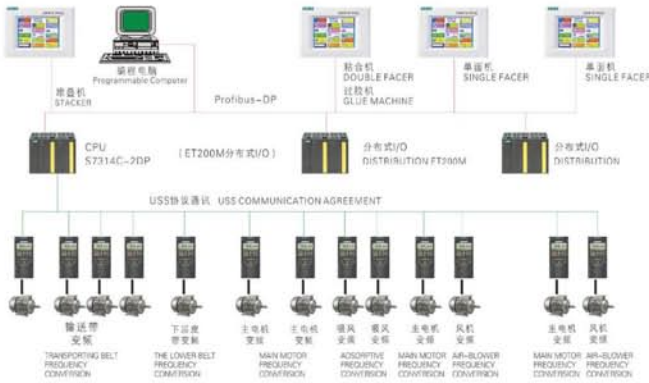 编程电脑
Programmable Computer
堆叠机
STACKER
粘合机
DOUBLE FACER
过胶机
GLUE MACHINE
单面机
SINGLE FACER
单面机
SINGLE FACER
Profibus-DP
CPU
S7314C-2DP
(ET200M分布式I/O)
分布式I/O
DISTRIBUTION ET200M
分布式I/O
DISTRIBUTION
USS协议通讯 USS COMMUNICATION AGREEMENT
输送带
变频
TRANSPORTING BELT
FREQUENCY
CONVERSION
下层皮
带变频
THE LOWER BELT
FREQUENCY
CONVERSION
主电机
变频
主电机
变频
MAIN MOTOR
FREQUENCY
CONVERSION
吸风
变频
吸风
变频
ADSORPTIVE
FREQUENCY
CONVERSION
主电机
变频
MAIN MOTOR
FREQUENCY
CONVERSION
风机
变频
AIR-BLOWER
FREQUENCY
CONVERSION
主电机
变频
MAIN MOTOR
FREQUENCY
CONVERSION
风机
变频
AIR-BLOWER
FREQUENCY
CONVERSION